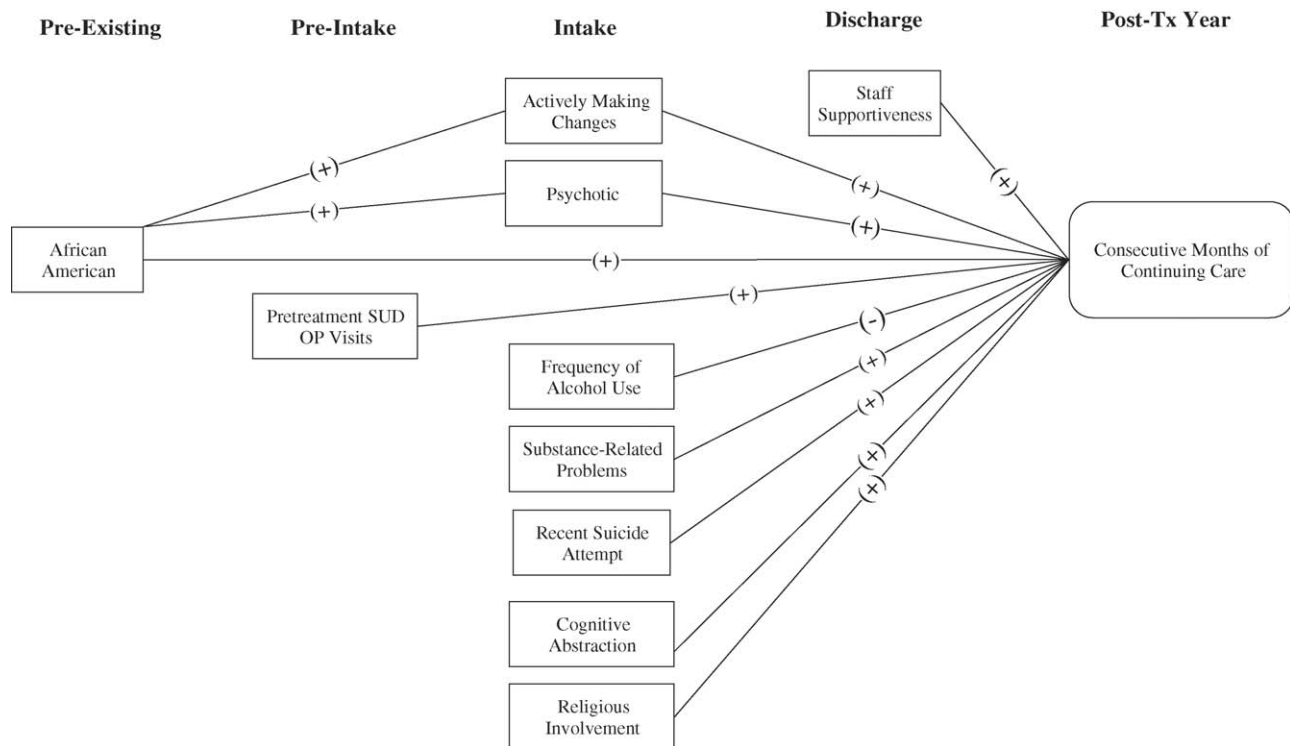 Pre-Existing
Pre-Intake
Intake
Discharge
Post-Tx Year
Actively Making
Changes
Staff
Supportiveness
(+)
(+)
(+)
Psychotic
(+)
(+)
African
American
(+)
Consecutive Months of
Continuing Care
Pretreatment SUD
OP Visits
(+)
(-)
Frequency of
Alcohol Use
(+)
(+)
Substance-Related
Problems
(+)
(+)
Recent Suicide
Attempt
Cognitive
Abstraction
Religious
Involvement